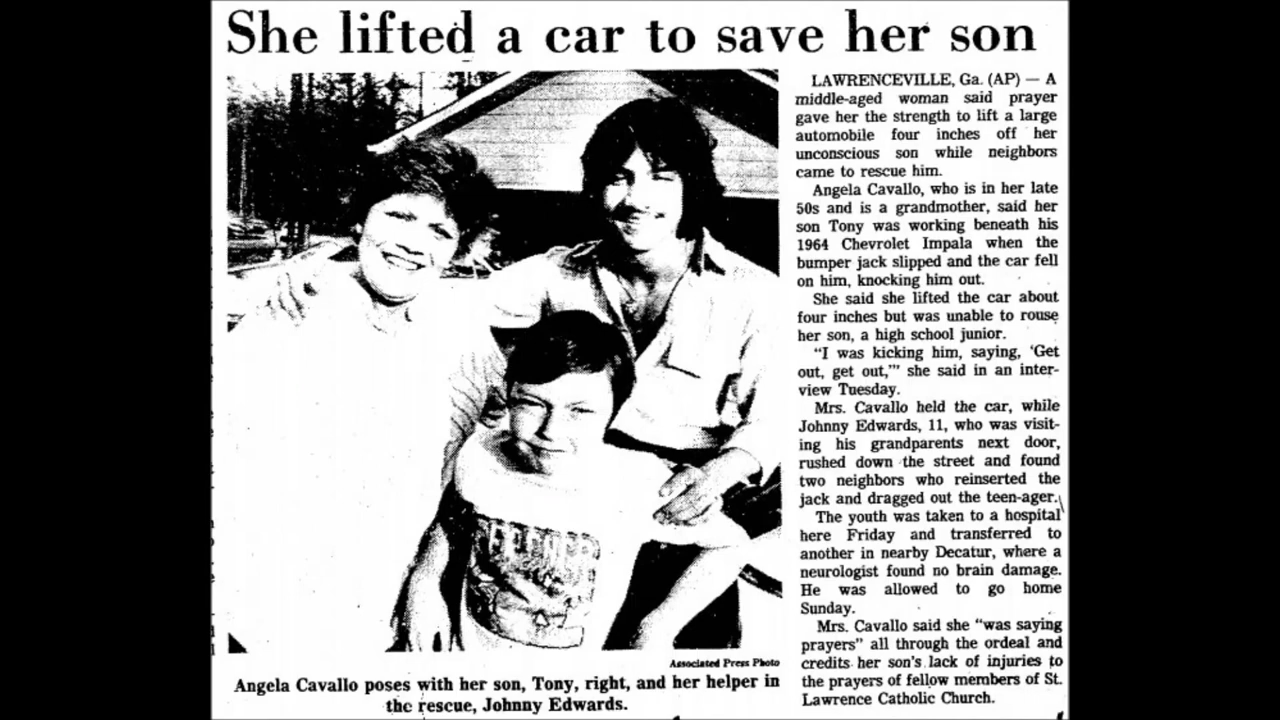 She lifted a car to save her son
LAWRENCEVILLE, Ga. (AP) — A
middle-aged woman said prayer
gave her the strength to lift a large
automobile four inches off her
unconscious son while neighbors
came to rescue him.
Angela Cavallo, who is in her late
50s and is a grandmother, said her
son Tony was working beneath his
1964 Chevrolet Impala when the
bumper jack slipped and the car fell
on him, knocking him out.
She said she lifted the car about
four inches but was unable to rouse
her son, a high school junior.
"I was kicking him, saying, 'Get
out, get out,'" she said in an inter-
view Tuesday.
Mrs. Cavallo held the car, while
Johnny Edwards, 11, who was visit-
ing his grandparents next door,
rushed down the street and found
two neighbors who reinserted the
jack and dragged out the teen-ager.
The youth was taken to a hospital
here Friday and transferred to
another in nearby Decatur, where a
neurologist found no brain damage.
He was allowed to go home
Sunday.
Mrs. Cavallo said she "was saying
prayers" all through the ordeal and
credits her son's lack of injuries to
the prayers of fellow members of St.
Lawrence Catholic Church.
Associated Press Photo
Angela Cavallo poses with her son, Tony, right, and her helper in
the rescue, Johnny Edwards.